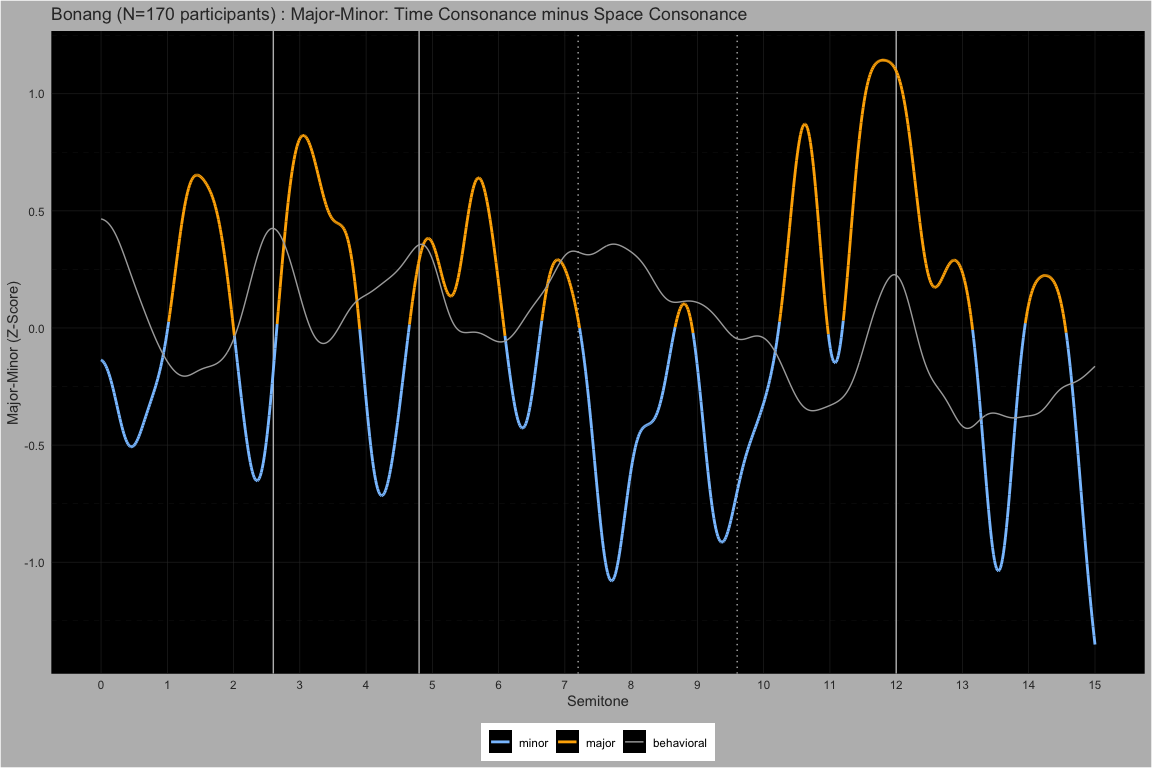 Bonang (N=170 participants) : Major-Minor: Time Consonance minus Space Consonance
Major-Minor (Z-Score)
1.0
0.5
0.0
-0.5
-1.0
0 1 2 3 4 5 6 7 8 9 10 11 12 13 14 15
Semitone
minor major behavioral